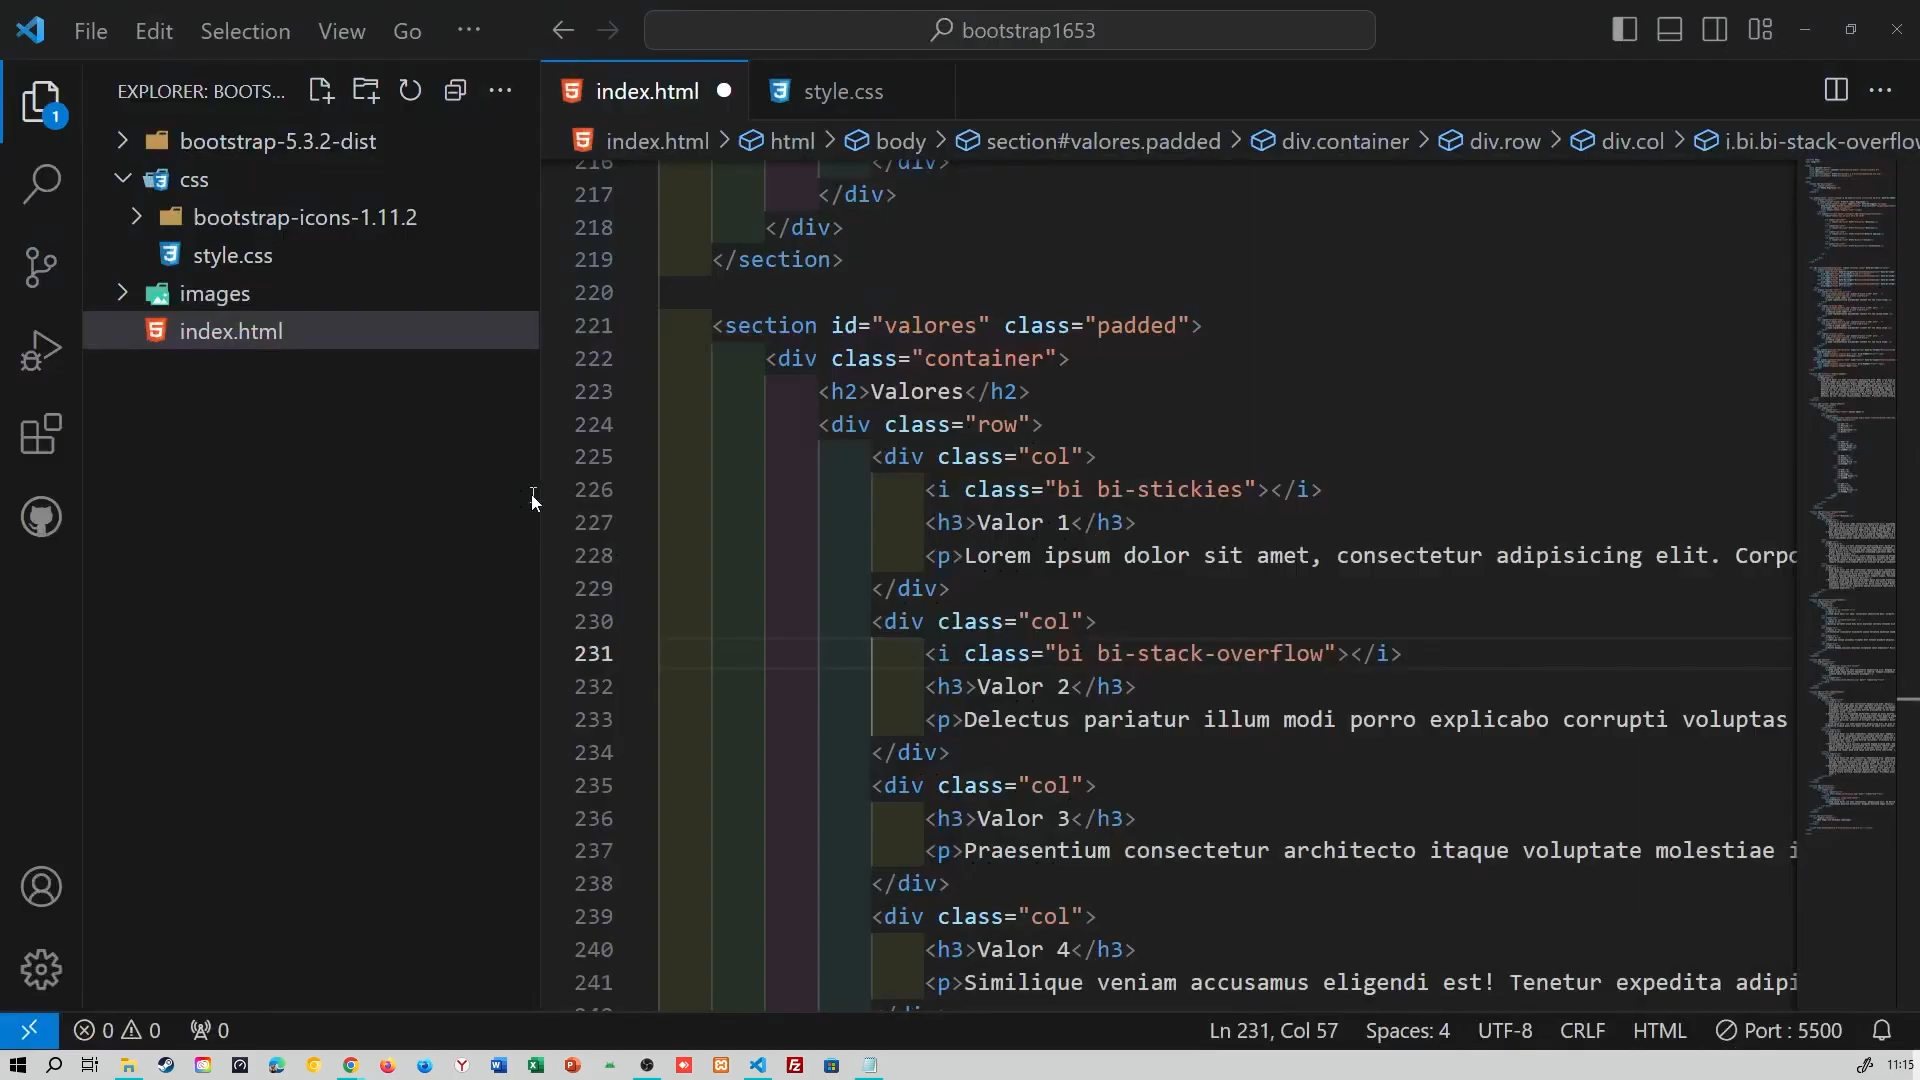 File Edit Selection View Go ··· bootstrap1653
EXPLORER: BOOTS...
1
bootstrap-5.3.2-dist
css
bootstrap-icons-1.11.2
style.css
images
index.html
index.html style.css
index.html > html > body > section#valores.padded > div.container > div.row > div.col > i.bi.bi-stack-overflow
216 </div>
217 </div>
218 </div>
219 </section>
220
221 <section id="valores" class="padded">
222 <div class="container">
223 <h2>Valores</h2>
224 <div class="row">
225 <div class="col">
226 <i class="bi bi-stickies"></i>
227 <h3>Valor 1</h3>
228 <p>Lorem ipsum dolor sit amet, consectetur adipisicing elit. Corpo
229 </div>
230 <div class="col">
231 <i class="bi bi-stack-overflow"></i>
232 <h3>Valor 2</h3>
233 <p>Delectus pariatur illum modi porro explicabo corrupti voluptas
234 </div>
235 <div class="col">
236 <h3>Valor 3</h3>
237 <p>Praesentium consectetur architecto itaque voluptate molestiae i
238 </div>
239 <div class="col">
240 <h3>Valor 4</h3>
241 <p>Similique veniam accusamus eligendi est! Tenetur expedita adipi
0 0 0 Ln 231, Col 57 Spaces: 4 UTF-8 CRLF HTML Port : 5500
11:15